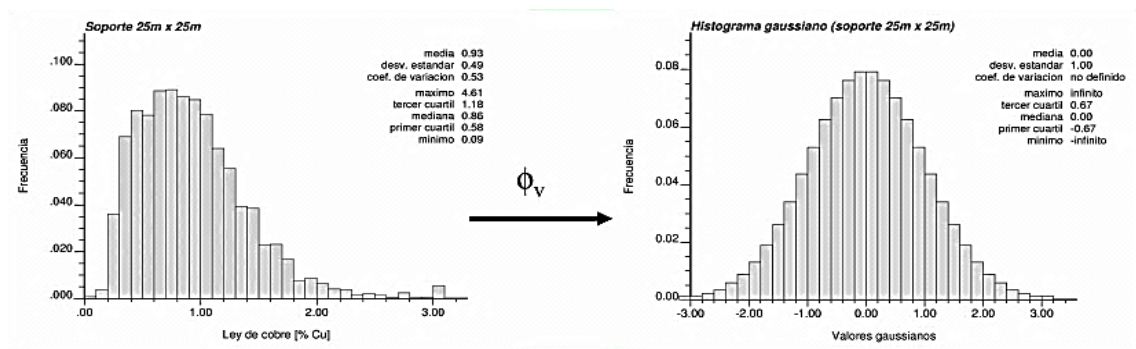 Soporte 25m x 25m
media 0.93
desv. estandar 0.49
coef. de variacion 0.53
maximo 4.61
tercer cuartil 1.18
mediana 0.86
primer cuartil 0.58
minimo 0.09
Frecuencia
.100
.080
.060
.040
.020
.000
.00
1.00
2.00
3.00
Ley de cobre [% Cu]
ϕv
Histograma gaussiano (soporte 25m x 25m)
media 0.00
desv. estandar 1.00
coef. de variacion no definido
maximo infinito
tercer cuartil 0.67
mediana 0.00
primer cuartil -0.67
minimo -infinito
Frecuencia
0.08
0.06
0.04
0.02
0.00
-3.00
-2.00
-1.00
0.00
1.00
2.00
3.00
Valores gaussianos